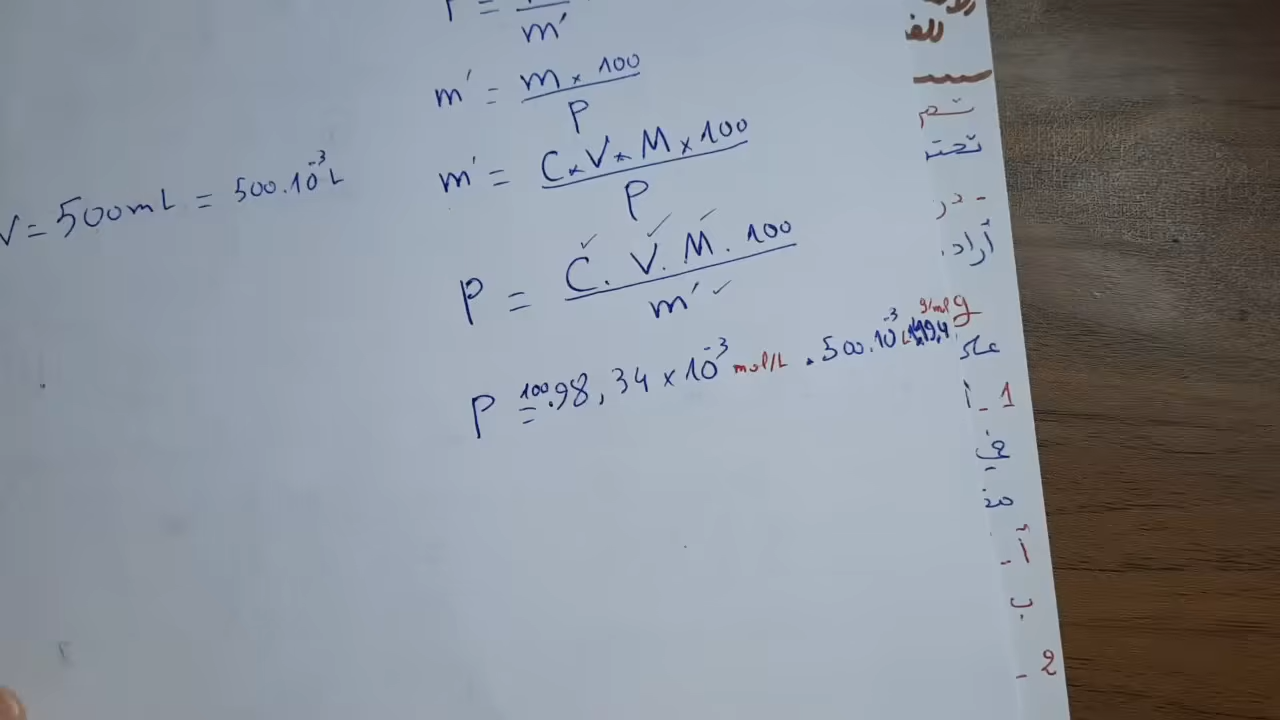 m'
m' = m × 100 / P
m' = C × V × M × 100 / P
V = 500 mL = 500.10⁻³ L
P = C. V. M. 100 / m'
P = 100.98,34 × 10⁻³ mol/L . 500.10⁻³ L
g/mol
g
تحتـ
أراد.
1 - أ
في
أ -
ب
2 -